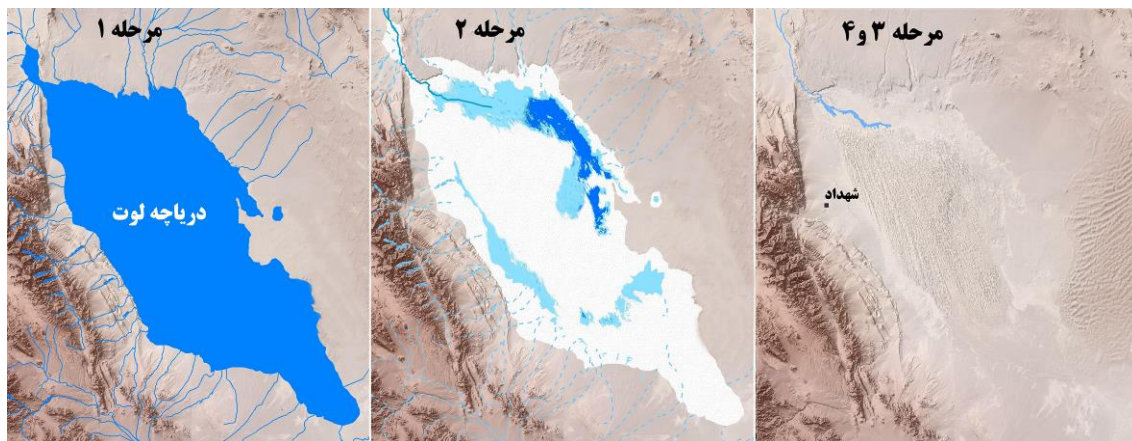 مرحله ۱
مرحله ۲
مرحله ۳ و۴
دریاچه لوت
شهداد